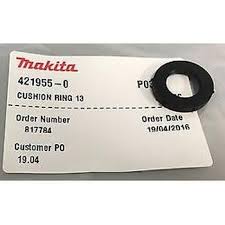 makita
421955-0
CUSHION RING 13
Order Number Order Date
817784 19/04/2016
Customer PO
19.04